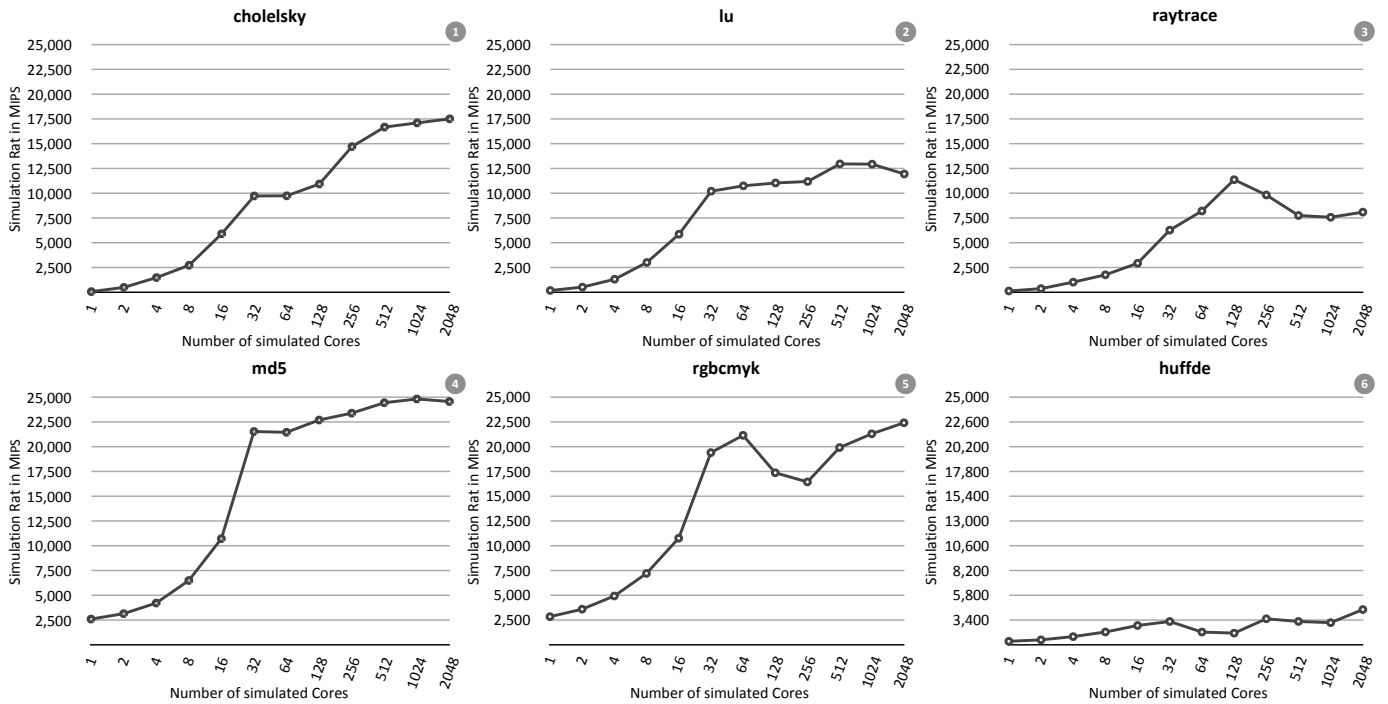 cholelsky
1
25,000
22,500
20,000
17,500
15,000
12,500
10,000
7,500
5,000
2,500
Simulation Rat in MIPS
1 2 4 8 16 32 64 128 256 512 1024 2048
Number of simulated Cores
lu
2
25,000
22,500
20,000
17,500
15,000
12,500
10,000
7,500
5,000
2,500
Simulation Rat in MIPS
1 2 4 8 16 32 64 128 256 512 1024 2048
Number of simulated Cores
raytrace
3
25,000
22,500
20,000
17,500
15,000
12,500
10,000
7,500
5,000
2,500
Simulation Rat in MIPS
1 2 4 8 16 32 64 128 256 512 1024 2048
Number of simulated Cores
md5
4
25,000
22,500
20,000
17,500
15,000
12,500
10,000
7,500
5,000
2,500
Simulation Rat in MIPS
1 2 4 8 16 32 64 128 256 512 1024 2048
Number of simulated Cores
rgbcmyk
5
25,000
22,500
20,000
17,500
15,000
12,500
10,000
7,500
5,000
2,500
Simulation Rat in MIPS
1 2 4 8 16 32 64 128 256 512 1024 2048
Number of simulated Cores
huffde
6
25,000
22,600
20,200
17,800
15,400
13,000
10,600
8,200
5,800
3,400
Simulation Rat in MIPS
1 2 4 8 16 32 64 128 256 512 1024 2048
Number of simulated Cores